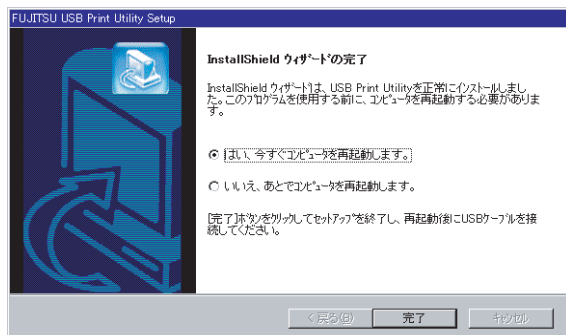 FUJITSU USB Print Utility Setup
InstallShield ウィザードの完了
InstallShield ウィザードは、USB Print Utilityを正常にインストールしまし
た。このプログラムを使用する前に、コンピュータを再起動する必要がありま
す。
はい、今すぐコンピュータを再起動します。
いいえ、あとでコンピュータを再起動します。
[完了]ボタンをクリックしてセットアップを終了し、再起動後にUSBケーブルを接
続してください。
< 戻る(B)
完了
キャンセル